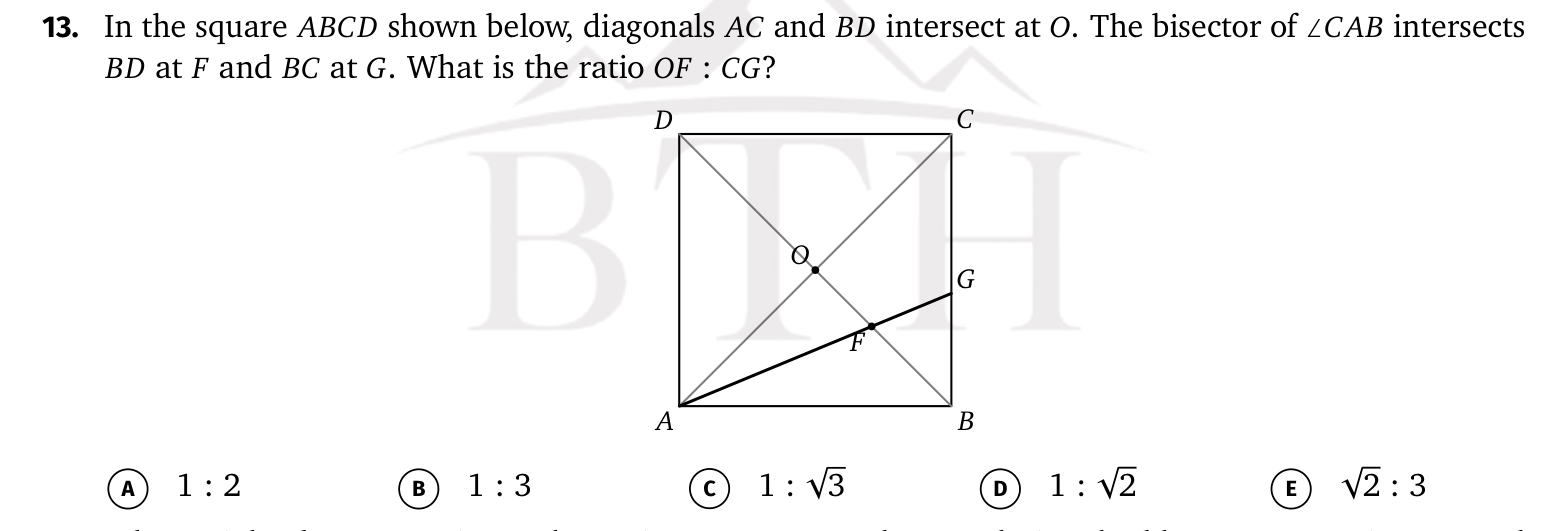 13. In the square ABCD shown below, diagonals AC and BD intersect at O. The bisector of ∠CAB intersects
BD at F and BC at G. What is the ratio OF : CG?
BTH
D C
O
G
F
A B
A 1 : 2 B 1 : 3 C 1 : √3 D 1 : √2 E √2 : 3